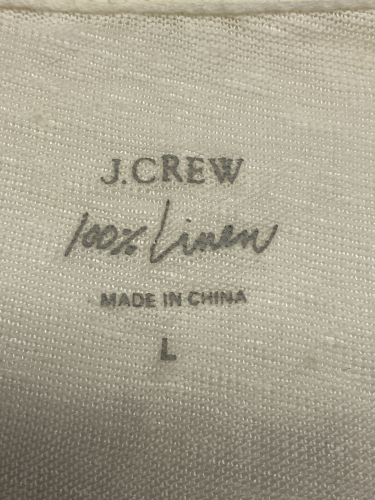 J.CREW
100% Linen
MADE IN CHINA
L